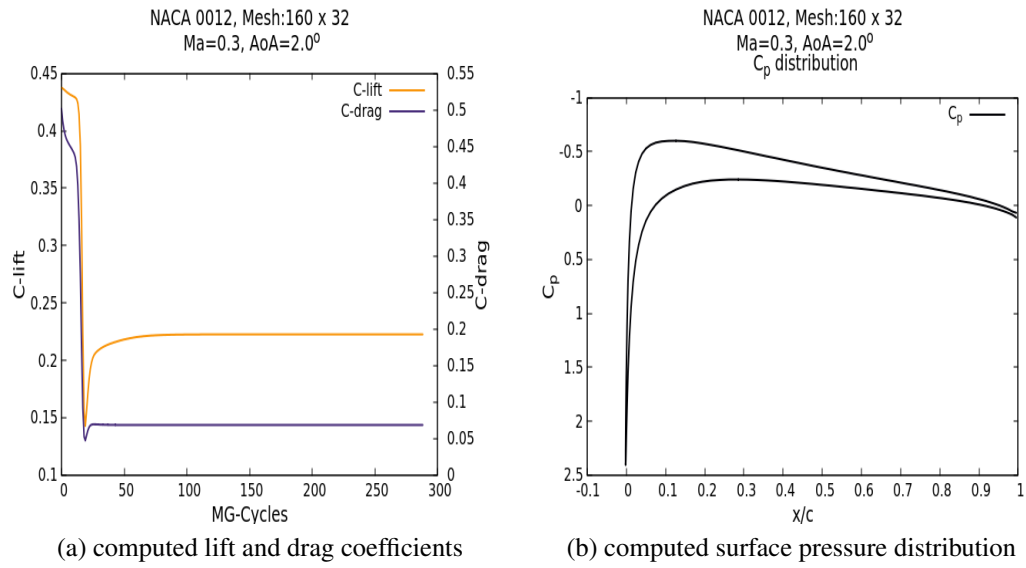 NACA 0012, Mesh:160 x 32
Ma=0.3, AoA=2.0º
C-lift
C-drag
0.45
0.4
0.35
0.3
0.25
0.2
0.15
0.1
C-lift
0.55
0.5
0.45
0.4
0.35
0.3
0.25
0.2
0.15
0.1
0.05
0
C-drag
0 50 100 150 200 250 300
MG-Cycles
(a) computed lift and drag coefficients
NACA 0012, Mesh:160 x 32
Ma=0.3, AoA=2.0º
Cp distribution
Cp
-1
-0.5
0
0.5
1
1.5
2
2.5
Cp
-0.1 0 0.1 0.2 0.3 0.4 0.5 0.6 0.7 0.8 0.9 1
x/c
(b) computed surface pressure distribution